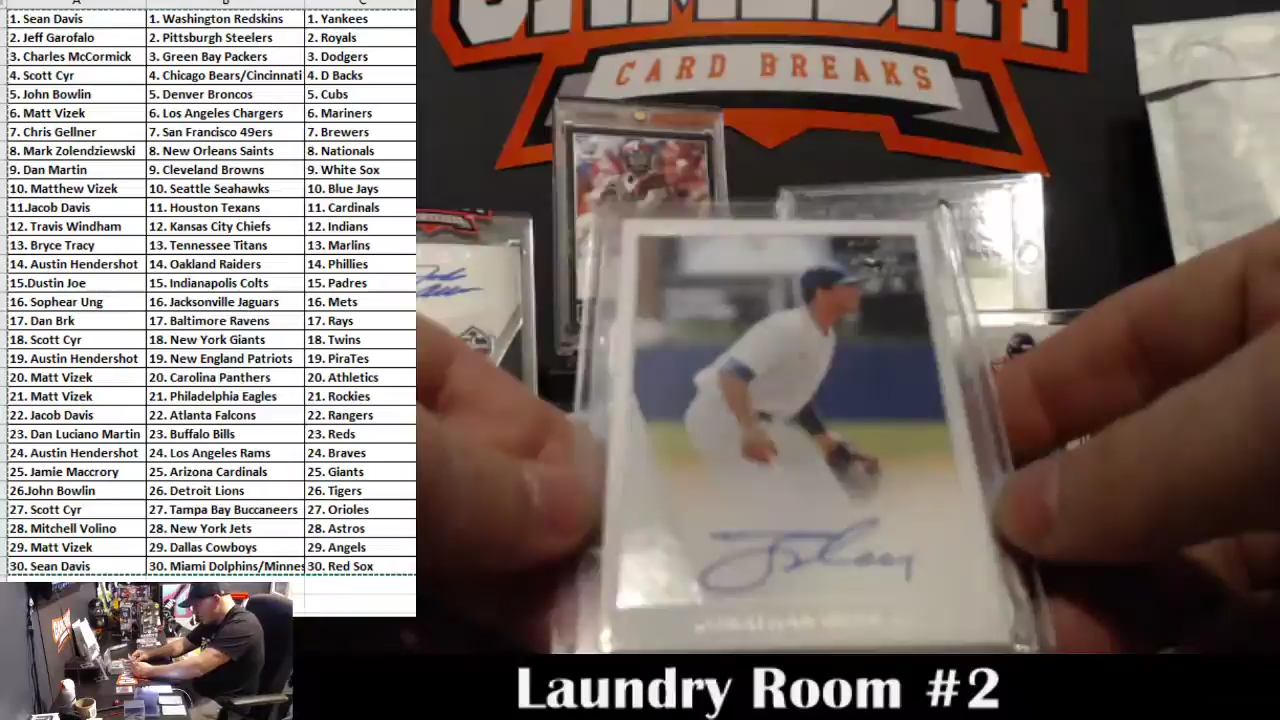 1. Sean Davis 1. Washington Redskins 1. Yankees
2. Jeff Garofalo 2. Pittsburgh Steelers 2. Royals
3. Charles McCormick 3. Green Bay Packers 3. Dodgers
4. Scott Cyr 4. Chicago Bears/Cincinnati 4. D Backs
5. John Bowlin 5. Denver Broncos 5. Cubs
6. Matt Vizek 6. Los Angeles Chargers 6. Mariners
7. Chris Gellner 7. San Francisco 49ers 7. Brewers
8. Mark Zolendziewski 8. New Orleans Saints 8. Nationals
9. Dan Martin 9. Cleveland Browns 9. White Sox
10. Matthew Vizek 10. Seattle Seahawks 10. Blue Jays
11.Jacob Davis 11. Houston Texans 11. Cardinals
12. Travis Windham 12. Kansas City Chiefs 12. Indians
13. Bryce Tracy 13. Tennessee Titans 13. Marlins
14. Austin Hendershot 14. Oakland Raiders 14. Phillies
15.Dustin Joe 15. Indianapolis Colts 15. Padres
16. Sophear Ung 16. Jacksonville Jaguars 16. Mets
17. Dan Brk 17. Baltimore Ravens 17. Rays
18. Scott Cyr 18. New York Giants 18. Twins
19. Austin Hendershot 19. New England Patriots 19. PiraTes
20. Matt Vizek 20. Carolina Panthers 20. Athletics
21. Matt Vizek 21. Philadelphia Eagles 21. Rockies
22. Jacob Davis 22. Atlanta Falcons 22. Rangers
23. Dan Luciano Martin 23. Buffalo Bills 23. Reds
24. Austin Hendershot 24. Los Angeles Rams 24. Braves
25. Jamie Maccrory 25. Arizona Cardinals 25. Giants
26.John Bowlin 26. Detroit Lions 26. Tigers
27. Scott Cyr 27. Tampa Bay Buccaneers 27. Orioles
28. Mitchell Volino 28. New York Jets 28. Astros
29. Matt Vizek 29. Dallas Cowboys 29. Angels
30. Sean Davis 30. Miami Dolphins/Minnes 30. Red Sox
CARD BREAKS
Laundry Room #2